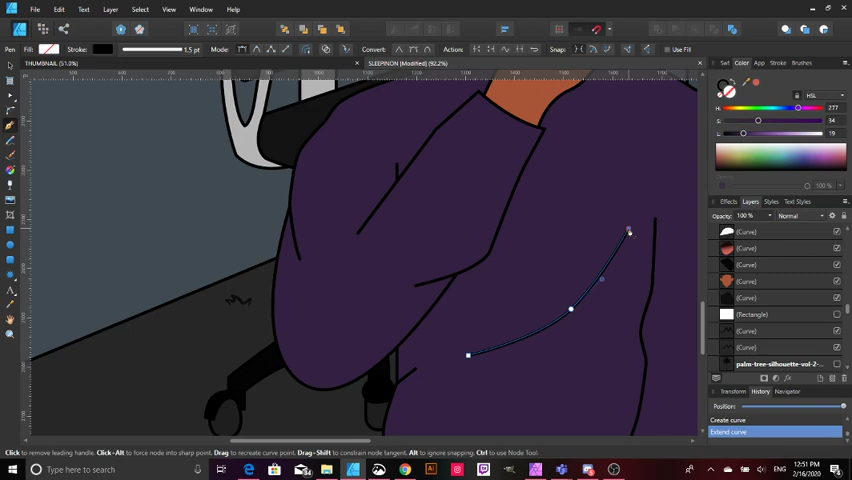 File Edit Text Layer Select Arrange View Window Help
Pen Fill: Stroke: 1.5 pt Mode: Convert: Action: Snap: Use Fill
THUMBNAIL (51.0%) × SLEEPINON [Modified] (92.2%) ×
Swt Color App Stroke Brushes
HSL
H: 277
S: 34
L: 19
Opacity 100 %
Effects Layers Styles Text Styles
Opacity: 100 % Normal
(Curve)
(Curve)
(Curve)
(Curve)
(Curve)
(Rectangle)
(Curve)
(Curve)
palm-tree-silhouette-vol-2-
Transform History Navigator
Position:
Create curve
Extend curve
Click to remove leading handle. Click+Alt to force node into sharp point. Drag to recreate curve point. Drag+Shift to constrain node tangent. Alt to ignore snapping. Ctrl to use Node Tool.
Type here to search
ENG 12:51 PM
2/16/2020